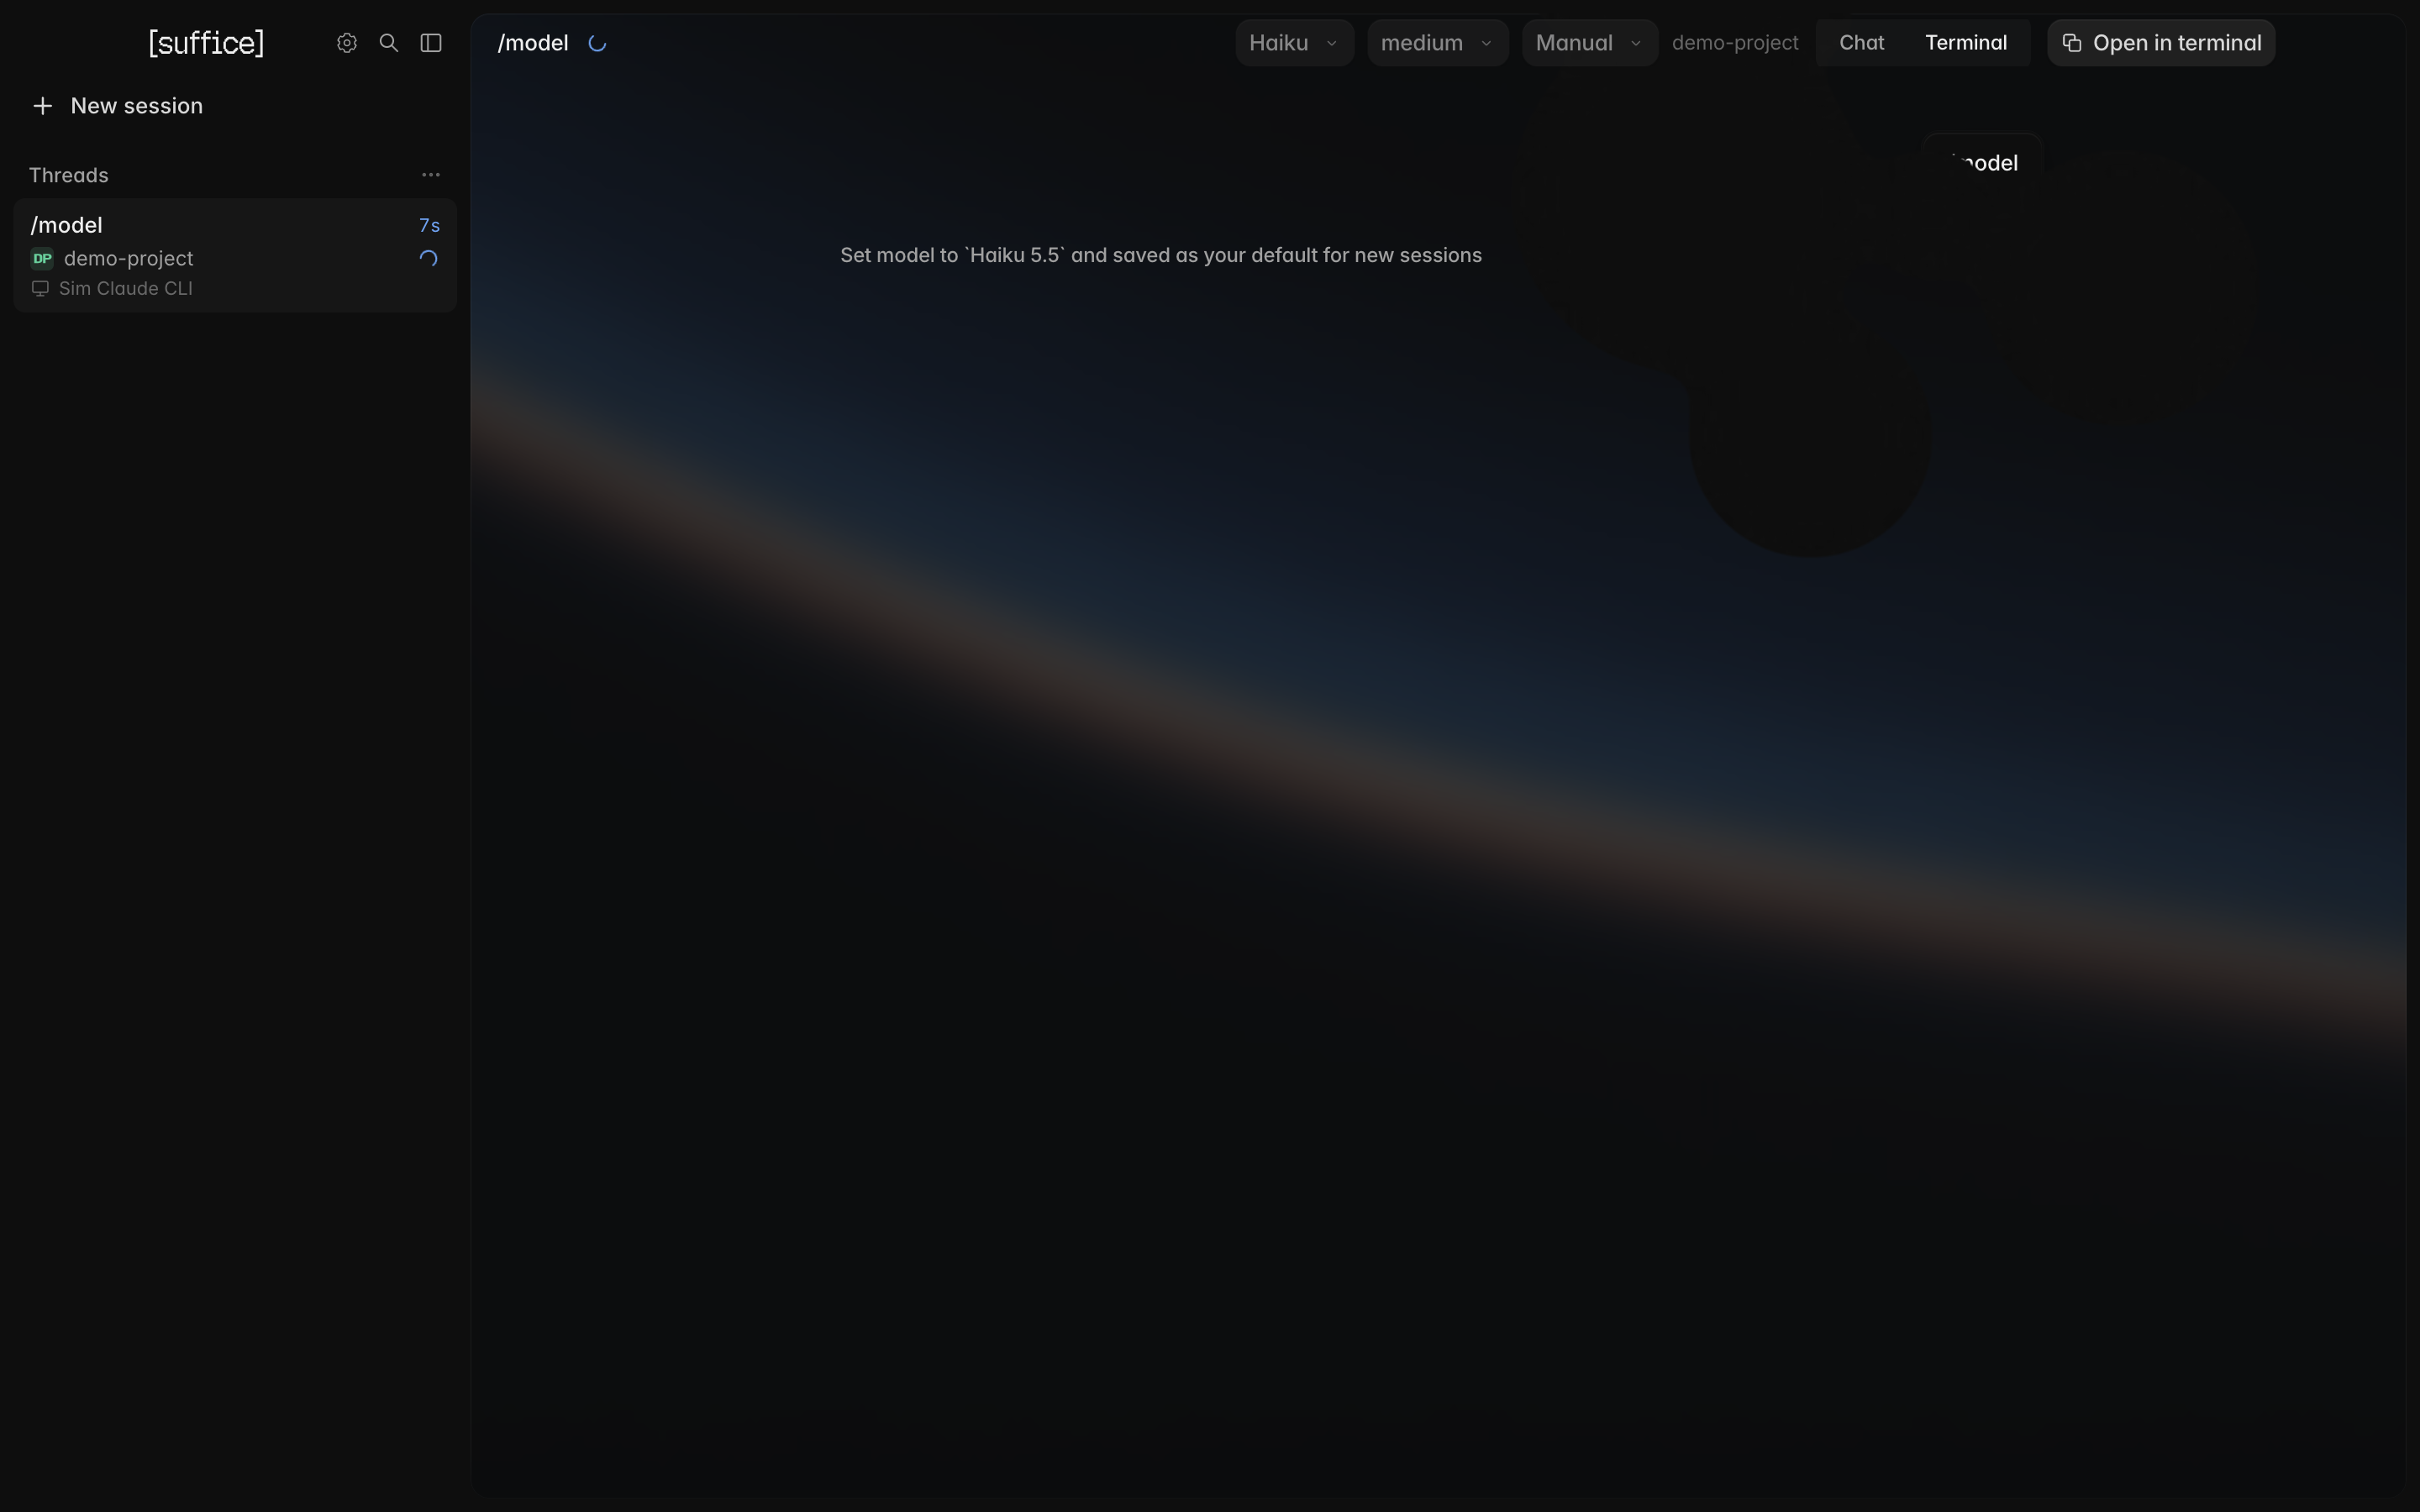 [suffice]
New session
Threads
/model 7s
DP demo-project
Sim Claude CLI
/model
Haiku medium Manual demo-project Chat Terminal Open in terminal
Set model to `Haiku 5.5` and saved as your default for new sessions